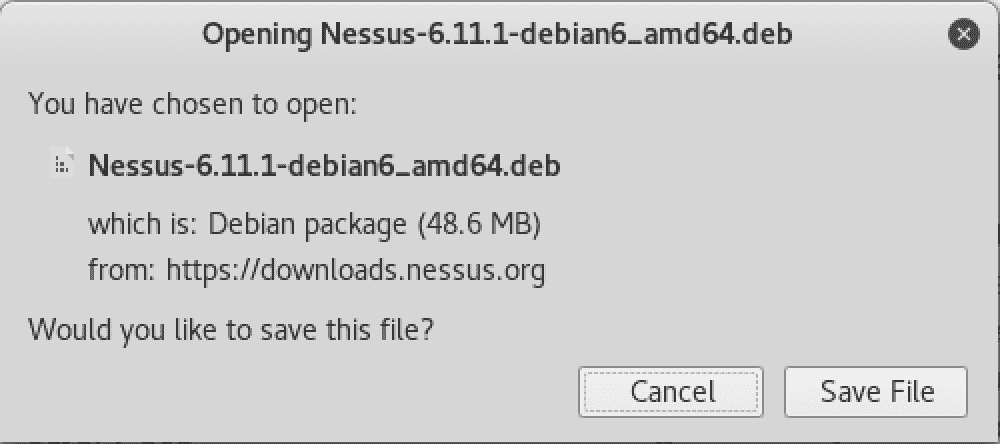 Opening Nessus-6.11.1-debian6_amd64.deb
You have chosen to open:
Nessus-6.11.1-debian6_amd64.deb
which is: Debian package (48.6 MB)
from: https://downloads.nessus.org
Would you like to save this file?
Cancel Save File